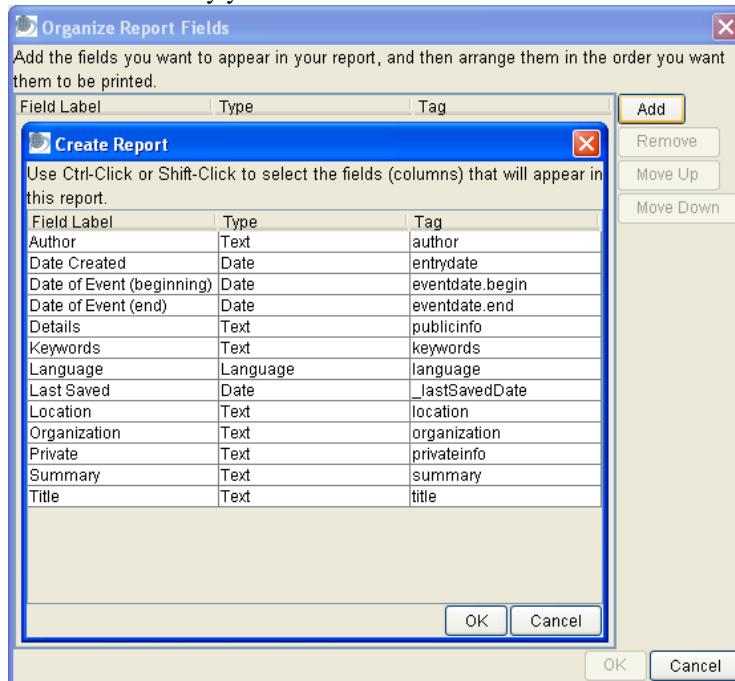 Organize Report Fields
Add the fields you want to appear in your report, and then arrange them in the order you want
them to be printed.
Field Label Type Tag
Add
Remove
Move Up
Move Down
Create Report
Use Ctrl-Click or Shift-Click to select the fields (columns) that will appear in
this report.
Field Label Type Tag
Author Text author
Date Created Date entrydate
Date of Event (beginning) Date eventdate.begin
Date of Event (end) Date eventdate.end
Details Text publicinfo
Keywords Text keywords
Language Language language
Last Saved Date _lastSavedDate
Location Text location
Organization Text organization
Private Text privateinfo
Summary Text summary
Title Text title
OK Cancel
OK Cancel